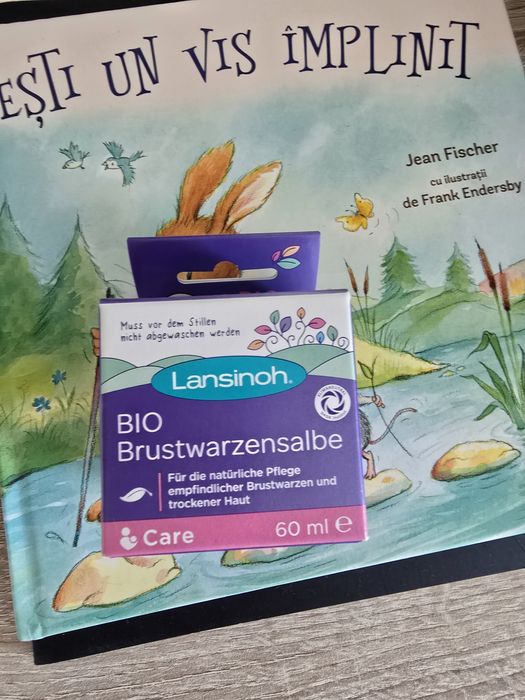 EȘTI UN VIS ÎMPLINIT
Jean Fischer
cu ilustrații
de Frank Endersby
Muss vor dem Stillen
nicht abgewaschen werden
Lansinoh®
BIO
Brustwarzensalbe
Für die natürliche Pflege
empfindlicher Brustwarzen und
trockener Haut
Care
60 ml ℮